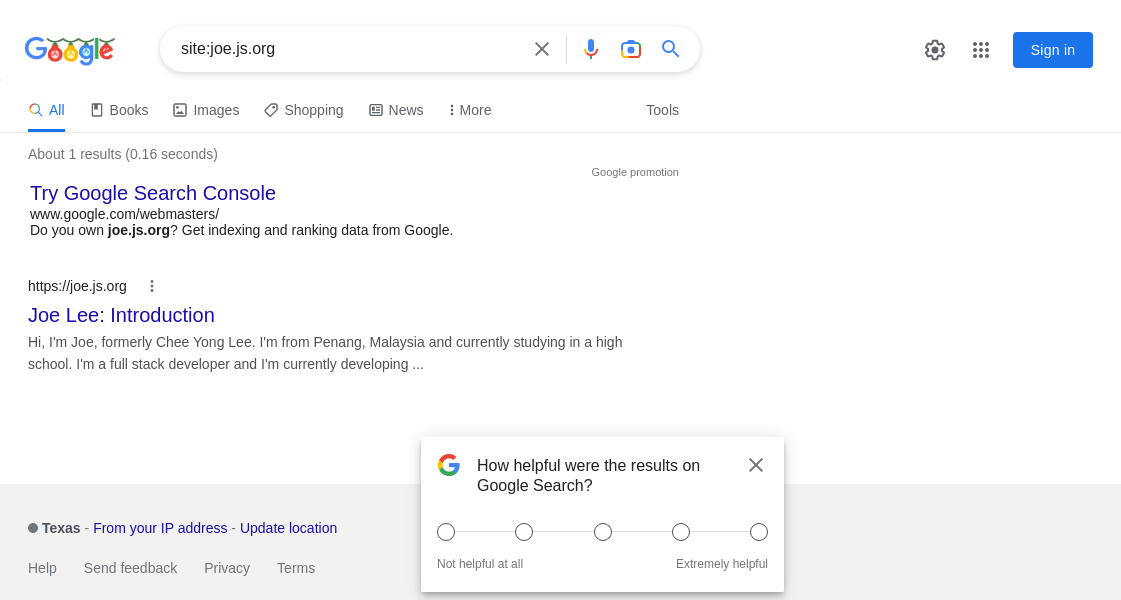 Google
site:joe.js.org
Sign in
All
Books
Images
Shopping
News
More
Tools
About 1 results (0.16 seconds)
Google promotion
Try Google Search Console
www.google.com/webmasters/
Do you own joe.js.org? Get indexing and ranking data from Google.
https://joe.js.org
Joe Lee: Introduction
Hi, I'm Joe, formerly Chee Yong Lee. I'm from Penang, Malaysia and currently studying in a high
school. I'm a full stack developer and I'm currently developing ...
How helpful were the results on
Google Search?
Not helpful at all
Extremely helpful
Texas - From your IP address - Update location
Help
Send feedback
Privacy
Terms